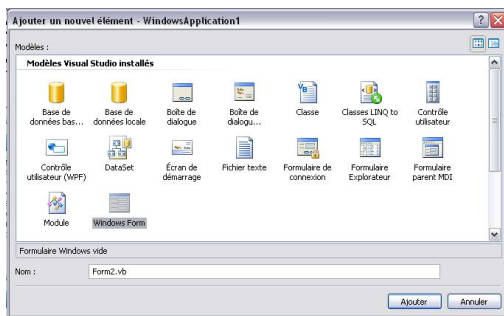 Ajouter un nouvel élément - WindowsApplication1
Modèles :
Modèles Visual Studio installés
Base de données bas...
Base de données locale
Boîte de dialogue
Boîte de dialogu...
Classe
Classes LINQ to SQL
Contrôle utilisateur
Contrôle utilisateur (WPF)
DataSet
Écran de démarrage
Fichier texte
Formulaire de connexion
Formulaire Explorateur
Formulaire parent MDI
Module
Windows Form
Formulaire Windows vide
Nom :
Form2.vb
Ajouter
Annuler